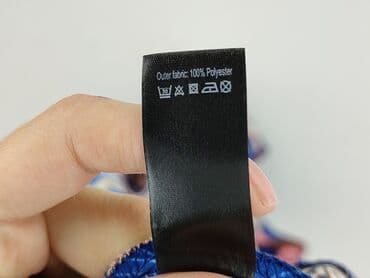 Outer fabric: 100% Polyester